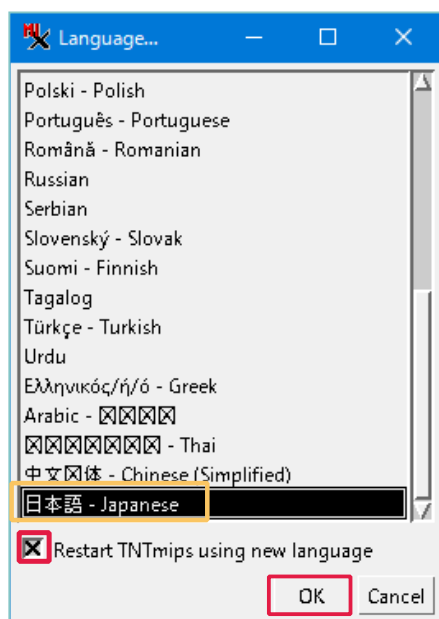 Language...
Polski - Polish
Português - Portuguese
Română - Romanian
Russian
Serbian
Slovenský - Slovak
Suomi - Finnish
Tagalog
Türkçe - Turkish
Urdu
Ελληνικός/ή/ό - Greek
Arabic -
- Thai
中文体 - Chinese (Simplified)
日本語 - Japanese
Restart TNTmips using new language
OK Cancel